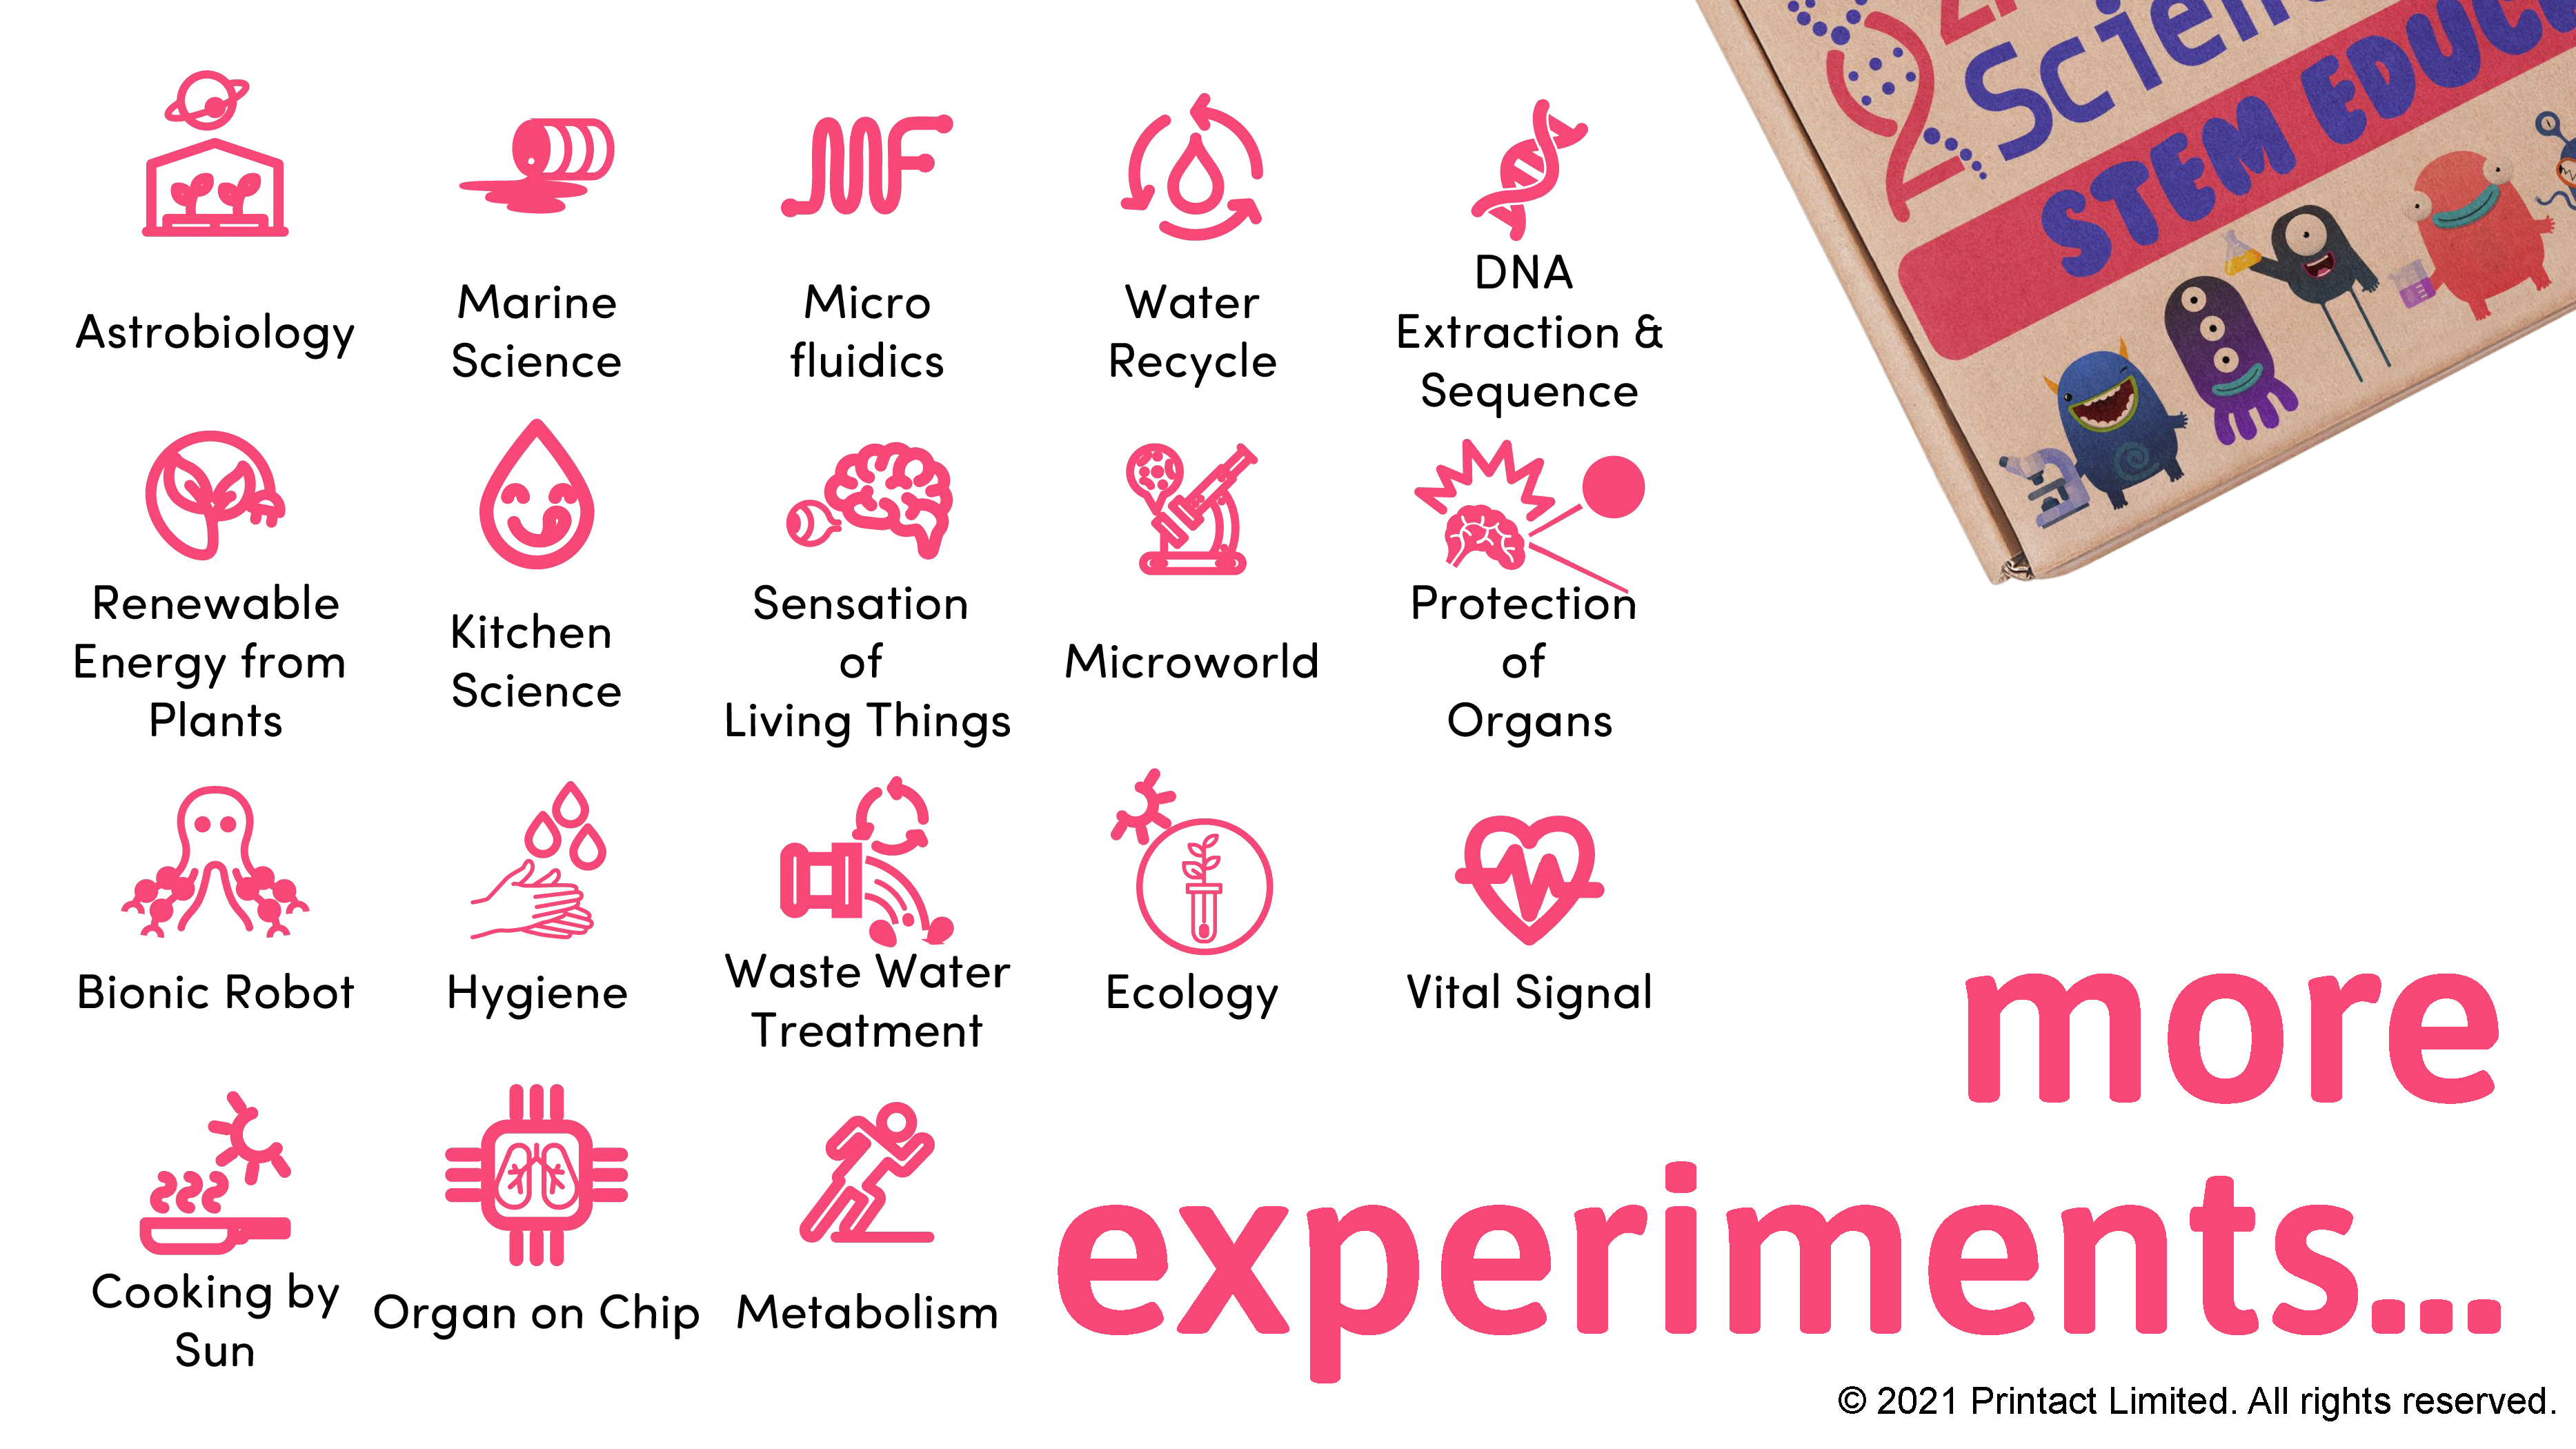 Astrobiology
Marine
Science
Micro
fluidics
Water
Recycle
DNA
Extraction &
Sequence
Renewable
Energy from
Plants
Kitchen
Science
Sensation
of
Living Things
Microworld
Protection
of
Organs
Bionic Robot
Hygiene
Waste Water
Treatment
Ecology
Vital Signal
Cooking by
Sun
Organ on Chip
Metabolism
STEM
more
experiments...
© 2021 Printact Limited. All rights reserved.